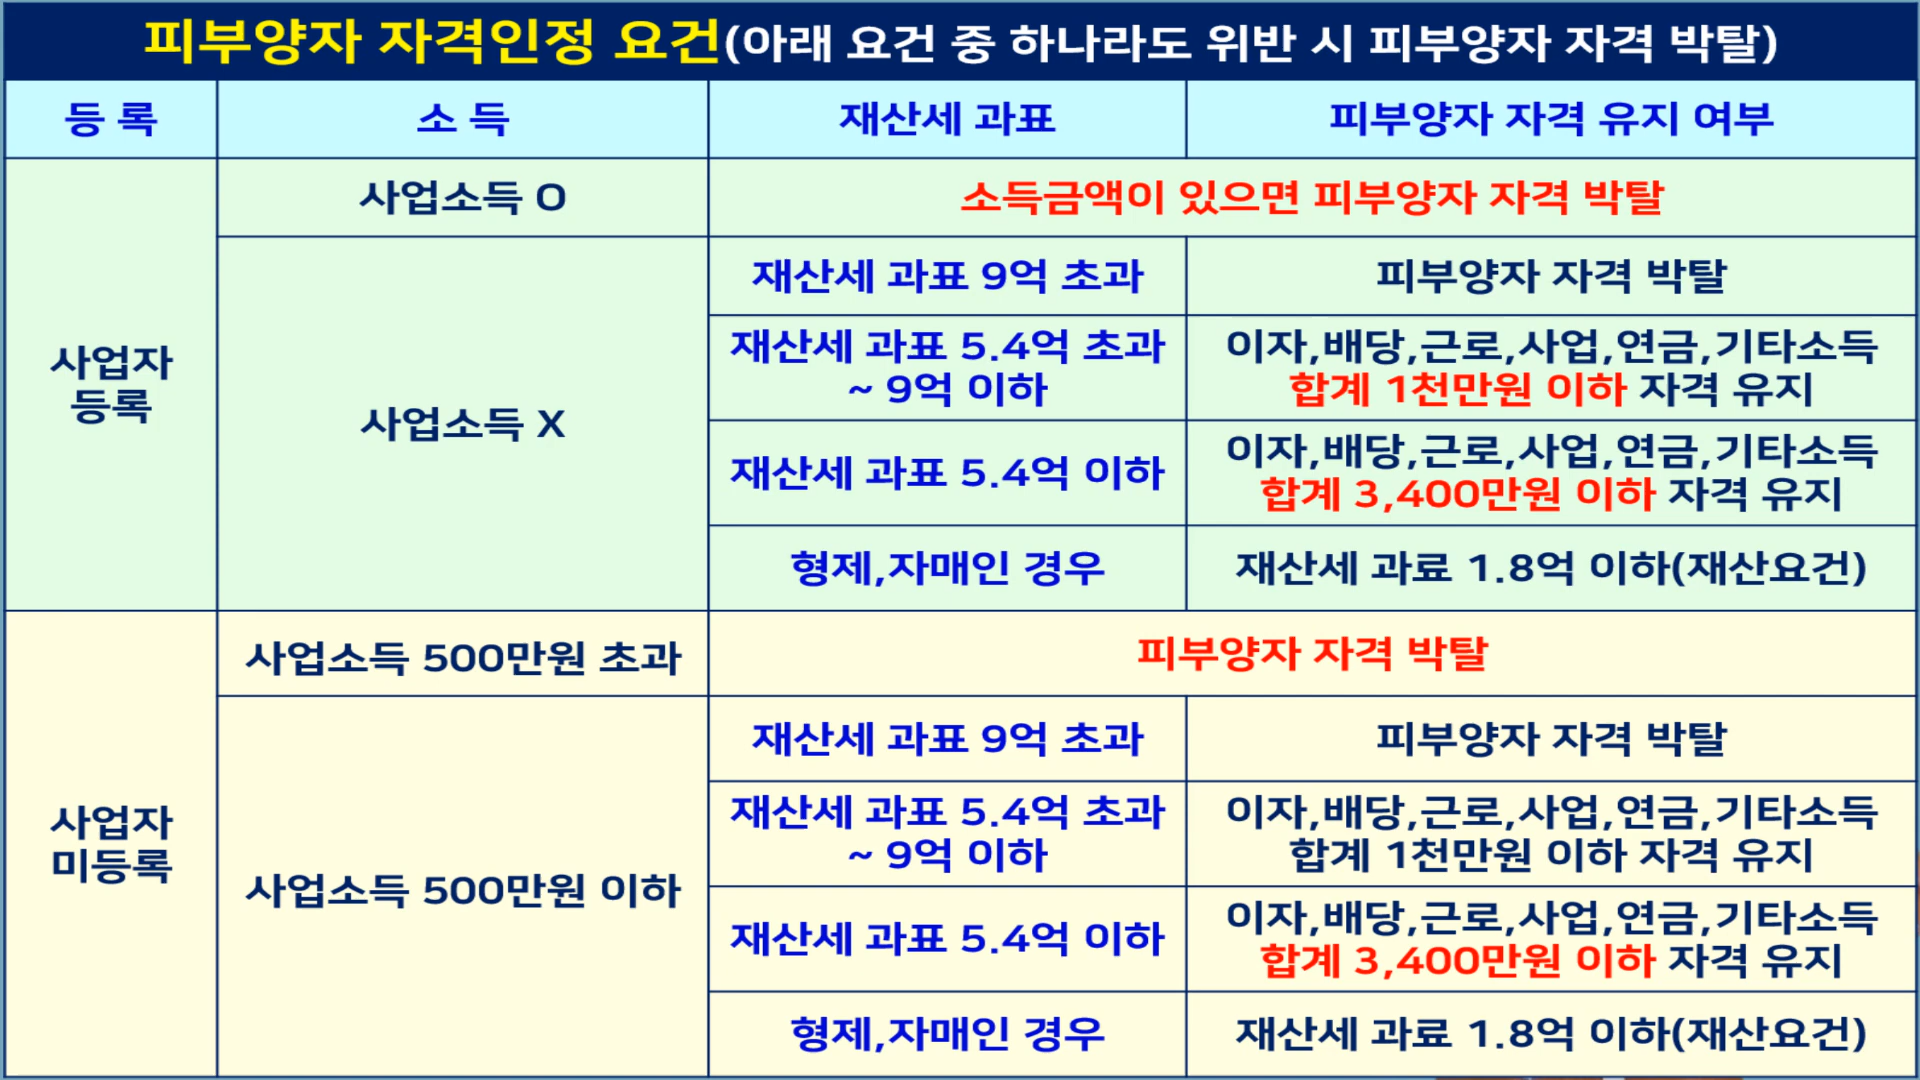 피부양자 자격인정 요건(아래 요건 중 하나라도 위반 시 피부양자 자격 박탈)
등 록
소 득
재산세 과표
피부양자 자격 유지 여부
사업자
등록
사업소득 O
소득금액이 있으면 피부양자 자격 박탈
사업소득 X
재산세 과표 9억 초과
피부양자 자격 박탈
재산세 과표 5.4억 초과
~ 9억 이하
이자,배당,근로,사업,연금,기타소득
합계 1천만원 이하 자격 유지
재산세 과표 5.4억 이하
이자,배당,근로,사업,연금,기타소득
합계 3,400만원 이하 자격 유지
형제,자매인 경우
재산세 과료 1.8억 이하(재산요건)
사업자
미등록
사업소득 500만원 초과
피부양자 자격 박탈
사업소득 500만원 이하
재산세 과표 9억 초과
피부양자 자격 박탈
재산세 과표 5.4억 초과
~ 9억 이하
이자,배당,근로,사업,연금,기타소득
합계 1천만원 이하 자격 유지
재산세 과표 5.4억 이하
이자,배당,근로,사업,연금,기타소득
합계 3,400만원 이하 자격 유지
형제,자매인 경우
재산세 과료 1.8억 이하(재산요건)